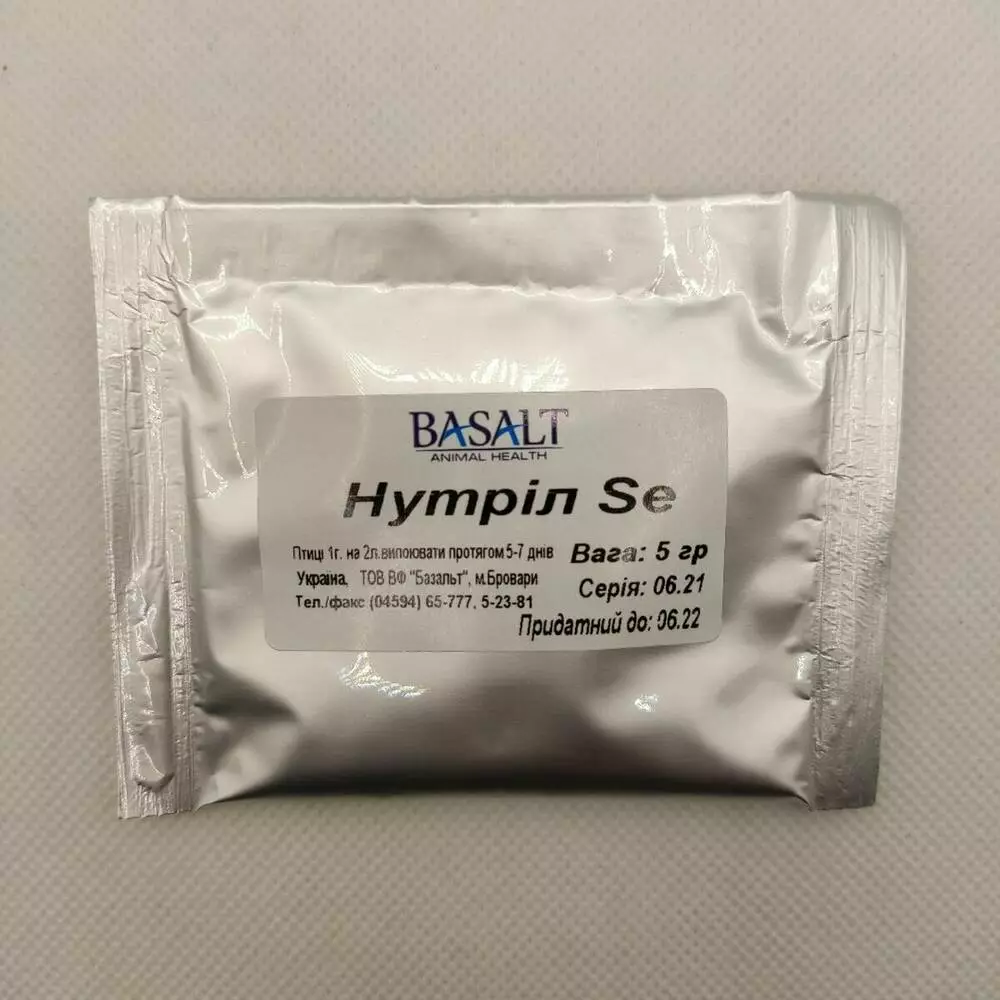 BASALT
ANIMAL HEALTH
Нутріл Se
Птиці 1г. на 2л.випоювати протягом 5-7 днів
Україна, ТОВ ВФ "Базальт", м.Бровари
Тел./факс (04594) 65-777, 5-23-81
Вага: 5 гр
Серія: 06.21
Придатний до: 06.22